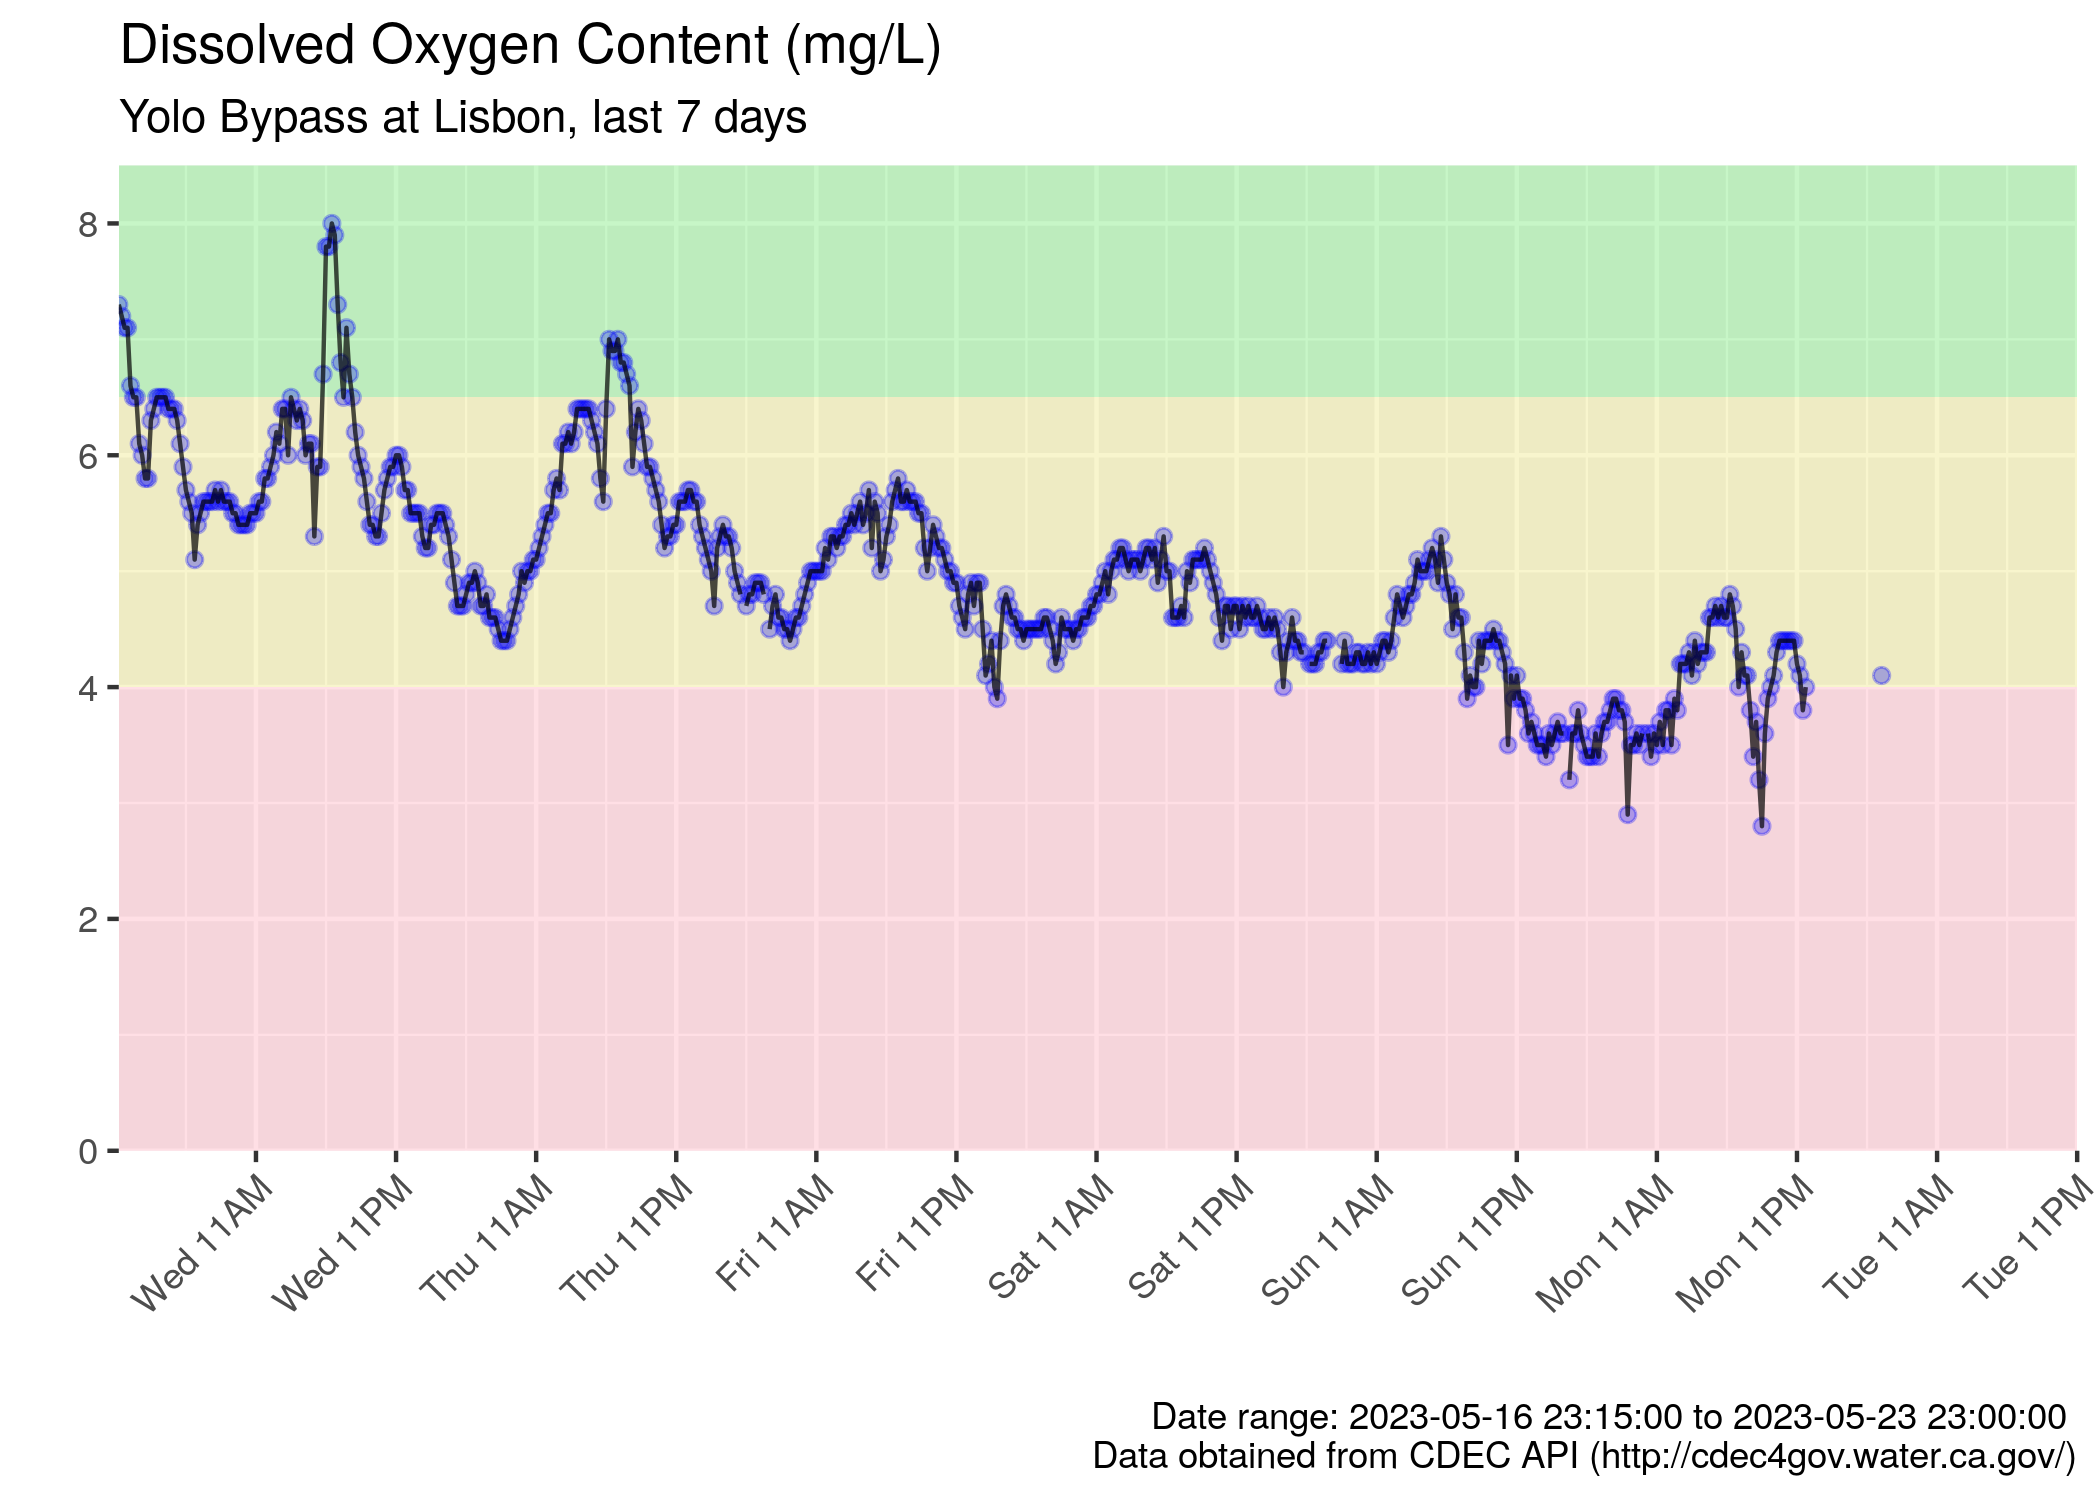 Dissolved Oxygen Content (mg/L)
Yolo Bypass at Lisbon, last 7 days
8
6
4
2
0
Wed 11AM
Wed 11PM
Thu 11AM
Thu 11PM
Fri 11AM
Fri 11PM
Sat 11AM
Sat 11PM
Sun 11AM
Sun 11PM
Mon 11AM
Mon 11PM
Tue 11AM
Tue 11PM
Date range: 2023-05-16 23:15:00 to 2023-05-23 23:00:00
Data obtained from CDEC API (http://cdec4gov.water.ca.gov/)